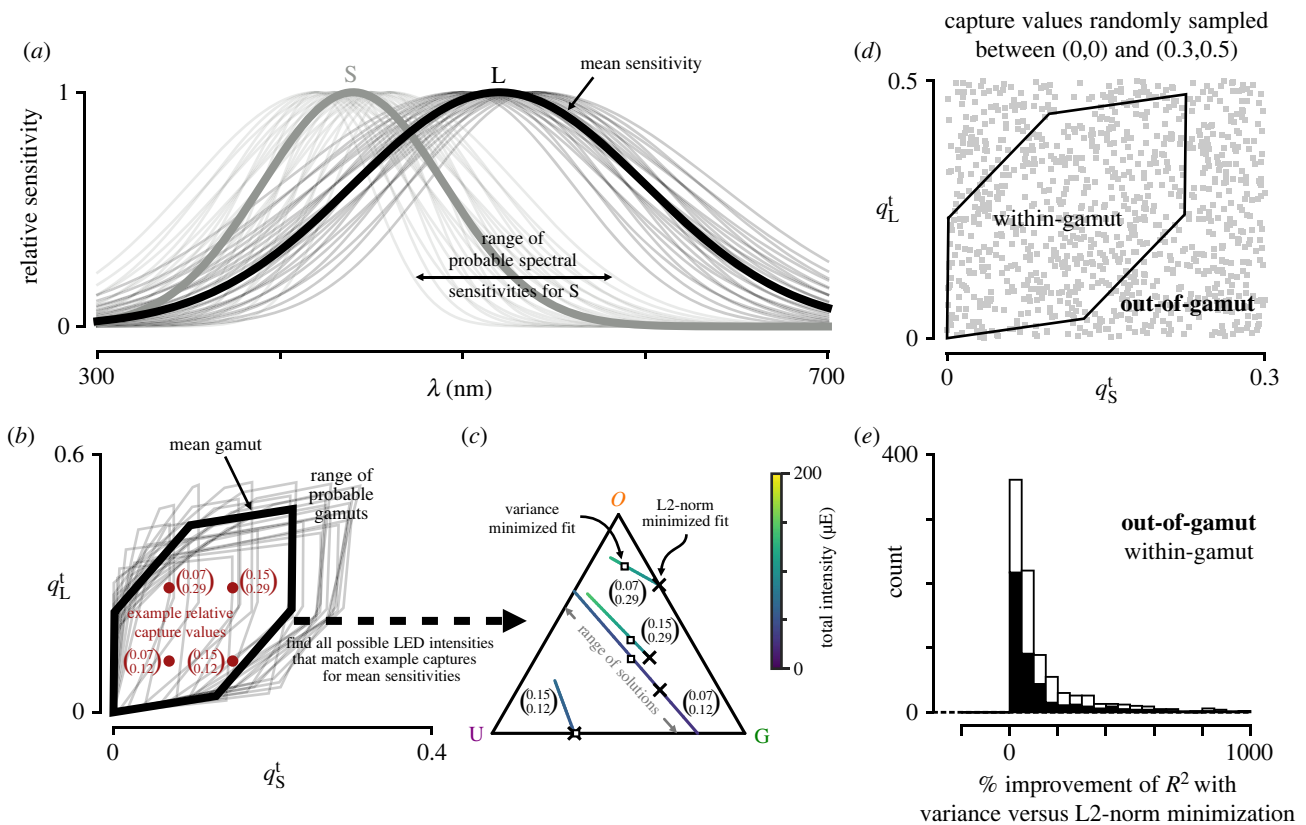 (a)
S
L
mean sensitivity
1
relative sensitivity
range of
probable spectral
sensitivities for S
0
300
700
λ (nm)
(b)
0.6
mean gamut
range of
probable
gamuts
q_L^t
(0.07 0.29)
(0.15 0.29)
example relative
capture values
(0.07 0.12)
(0.15 0.12)
0
0
0.4
q_S^t
find all possible LED intensities
that match example captures
for mean sensitivities
(c)
O
variance
minimized fit
L2-norm
minimized fit
(0.07 0.29)
(0.15 0.29)
range of solutions
(0.15 0.12)
(0.07 0.12)
U
G
200
total intensity (μE)
0
capture values randomly sampled
between (0,0) and (0.3,0.5)
(d)
0.5
q_L^t
within-gamut
out-of-gamut
0
0
0.3
q_S^t
(e)
400
count
out-of-gamut
within-gamut
0
0
1000
% improvement of R² with
variance versus L2-norm minimization